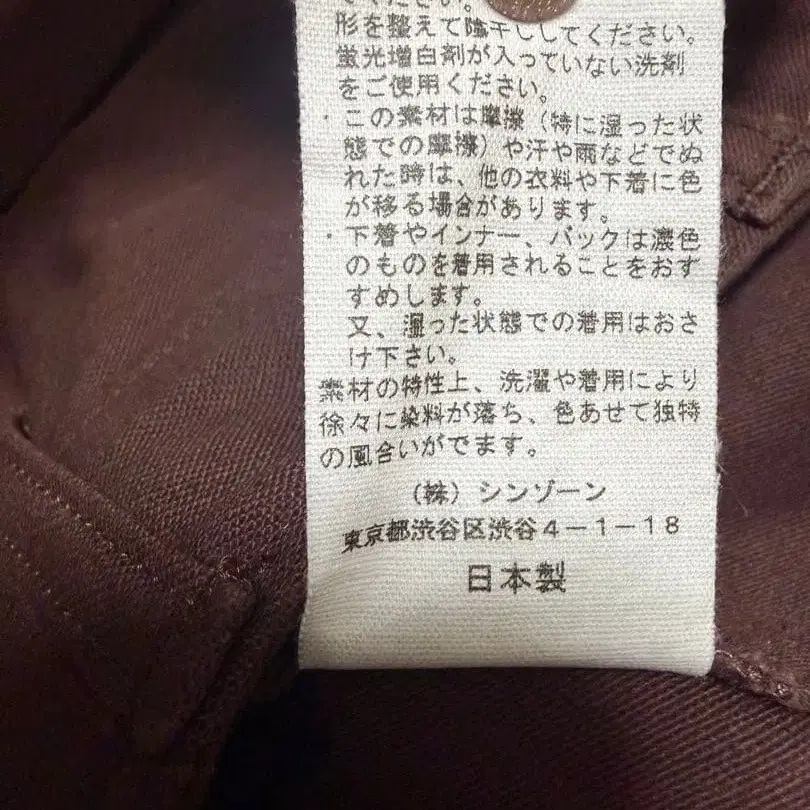 でください。
形を整えて陰干ししてください。
蛍光増白剤が入っていない洗剤
をご使用ください。
・この素材は摩擦（特に湿った状
態での摩擦）や汗や雨などでぬ
れた時は、他の衣料や下着に色
が移る場合があります。
・下着やインナー、バックは濃色
のものを着用されることをおす
すめします。
又、湿った状態での着用はおさ
け下さい。
素材の特性上、洗濯や着用により
徐々に染料が落ち、色あせて独特
の風合いがでます。
（株）シンゾーン
東京都渋谷区渋谷4－1－18
日本製